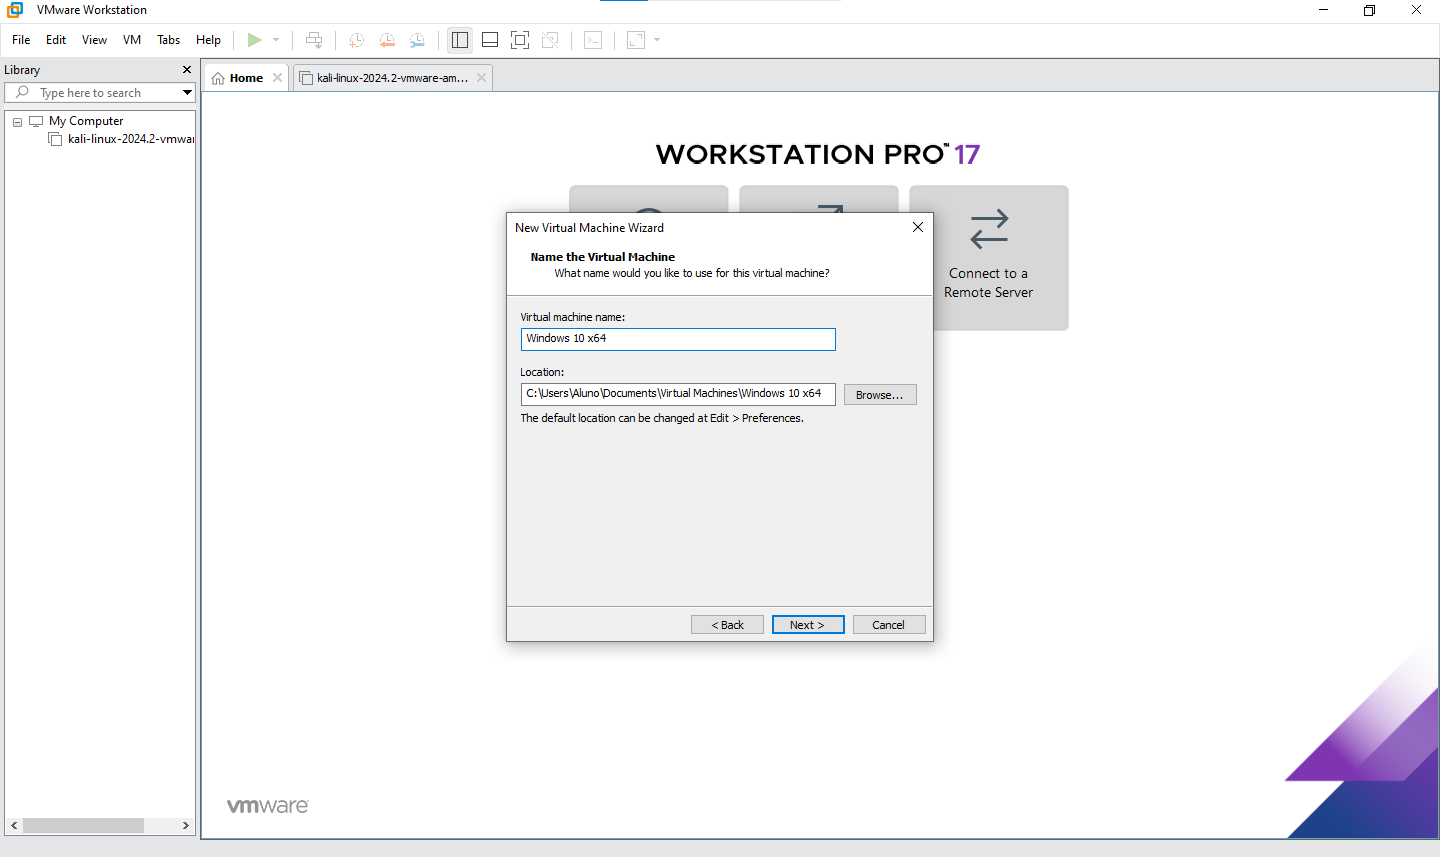 VMware Workstation
File Edit View VM Tabs Help
Library
Type here to search
My Computer
kali-linux-2024.2-vmwar
Home
kali-linux-2024.2-vmware-am...
WORKSTATION PRO™ 17
Connect to a
Remote Server
New Virtual Machine Wizard
Name the Virtual Machine
What name would you like to use for this virtual machine?
Virtual machine name:
Windows 10 x64
Location:
C:\Users\Aluno\Documents\Virtual Machines\Windows 10 x64
Browse...
The default location can be changed at Edit > Preferences.
< Back
Next >
Cancel
vmware